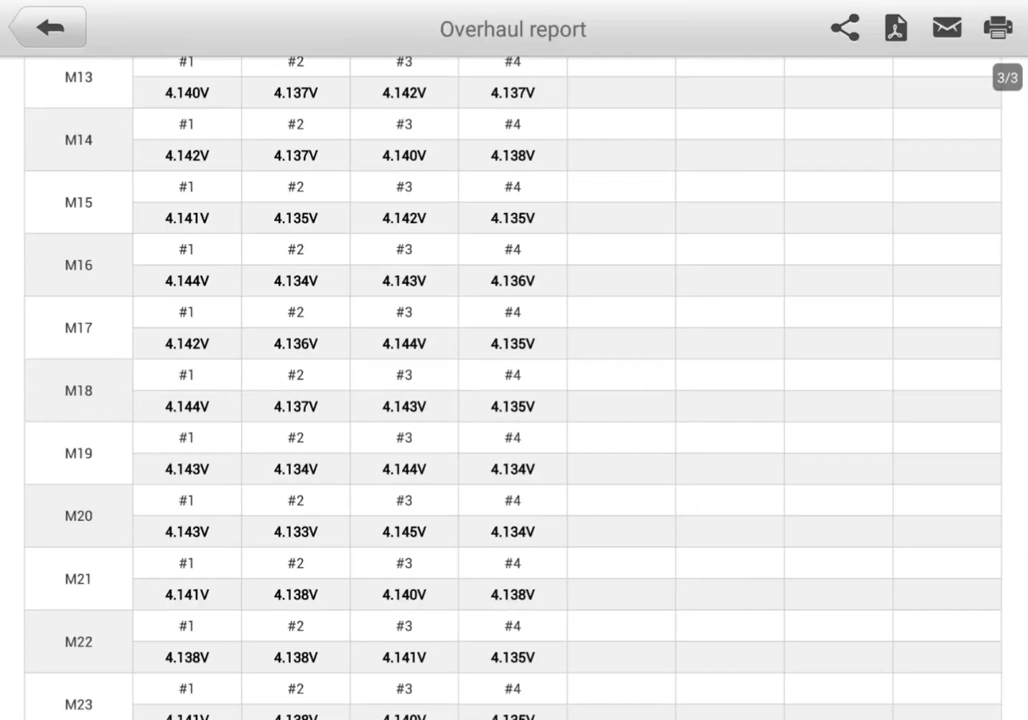 Overhaul report
3/3
#1 #2 #3 #4
M13
4.140V 4.137V 4.142V 4.137V
#1 #2 #3 #4
M14
4.142V 4.137V 4.140V 4.138V
#1 #2 #3 #4
M15
4.141V 4.135V 4.142V 4.135V
#1 #2 #3 #4
M16
4.144V 4.134V 4.143V 4.136V
#1 #2 #3 #4
M17
4.142V 4.136V 4.144V 4.135V
#1 #2 #3 #4
M18
4.144V 4.137V 4.143V 4.135V
#1 #2 #3 #4
M19
4.143V 4.134V 4.144V 4.134V
#1 #2 #3 #4
M20
4.143V 4.133V 4.145V 4.134V
#1 #2 #3 #4
M21
4.141V 4.138V 4.140V 4.138V
#1 #2 #3 #4
M22
4.138V 4.138V 4.141V 4.135V
#1 #2 #3 #4
M23